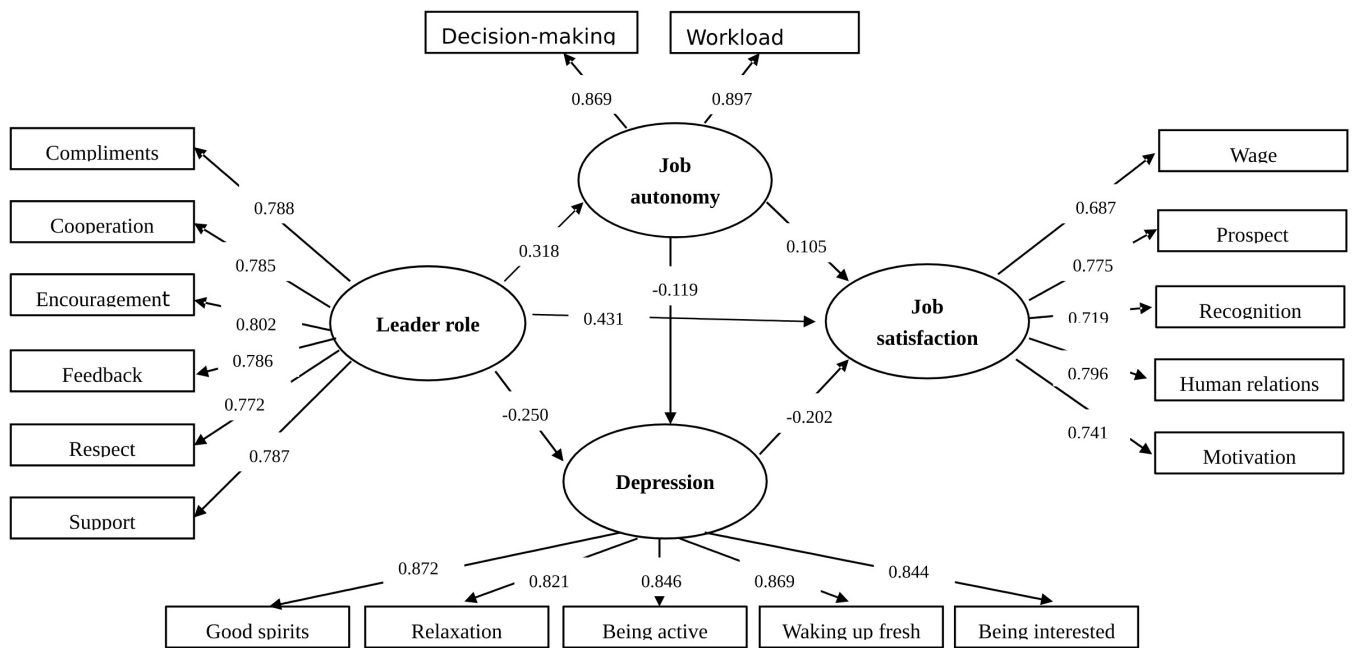 Decision-making
Workload
0.869
0.897
Compliments
Cooperation
Encouragement
Feedback
Respect
Support
0.788
0.785
0.802
0.786
0.772
0.787
Leader role
0.318
0.431
-0.250
Job
autonomy
-0.119
0.105
-0.202
Job
satisfaction
0.687
0.775
0.719
0.796
0.741
Wage
Prospect
Recognition
Human relations
Motivation
Depression
0.872
0.821
0.846
0.869
0.844
Good spirits
Relaxation
Being active
Waking up fresh
Being interested